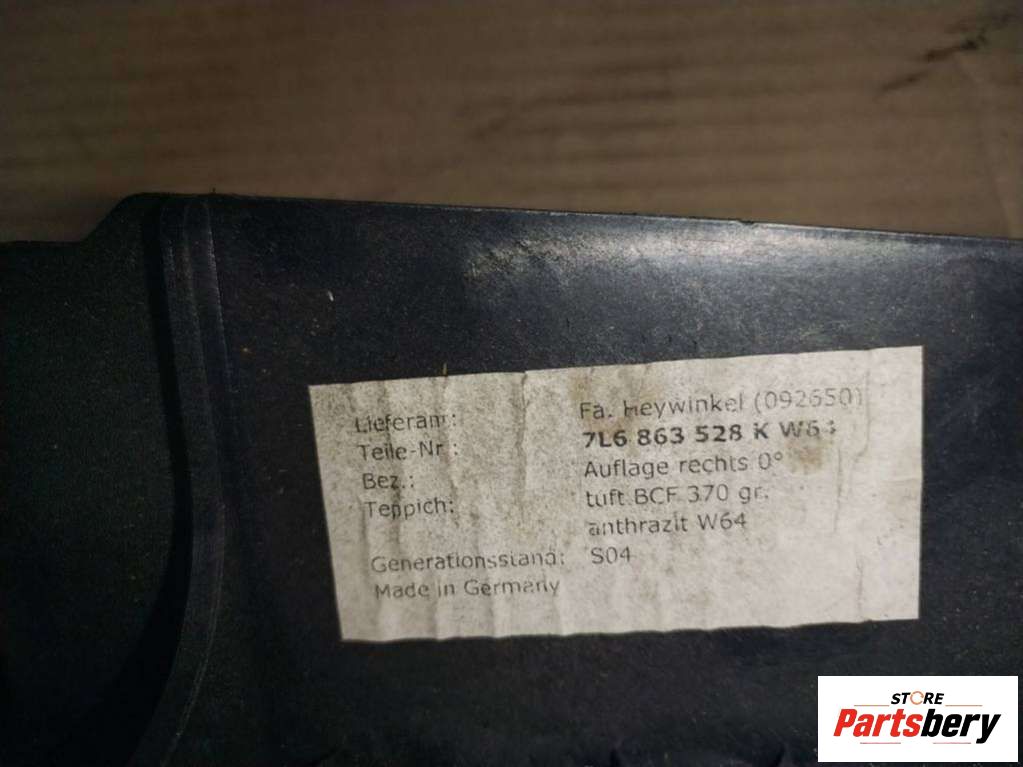 Lieferant: Fa. Heywinkel (092650)
Teile-Nr.: 7L6 863 528 K W64
Bez.: Auflage rechts 0°
Teppich: tuft.BCF 370 gr.
anthrazit W64
Generationsstand: S04
Made in Germany
STORE
Partsbery